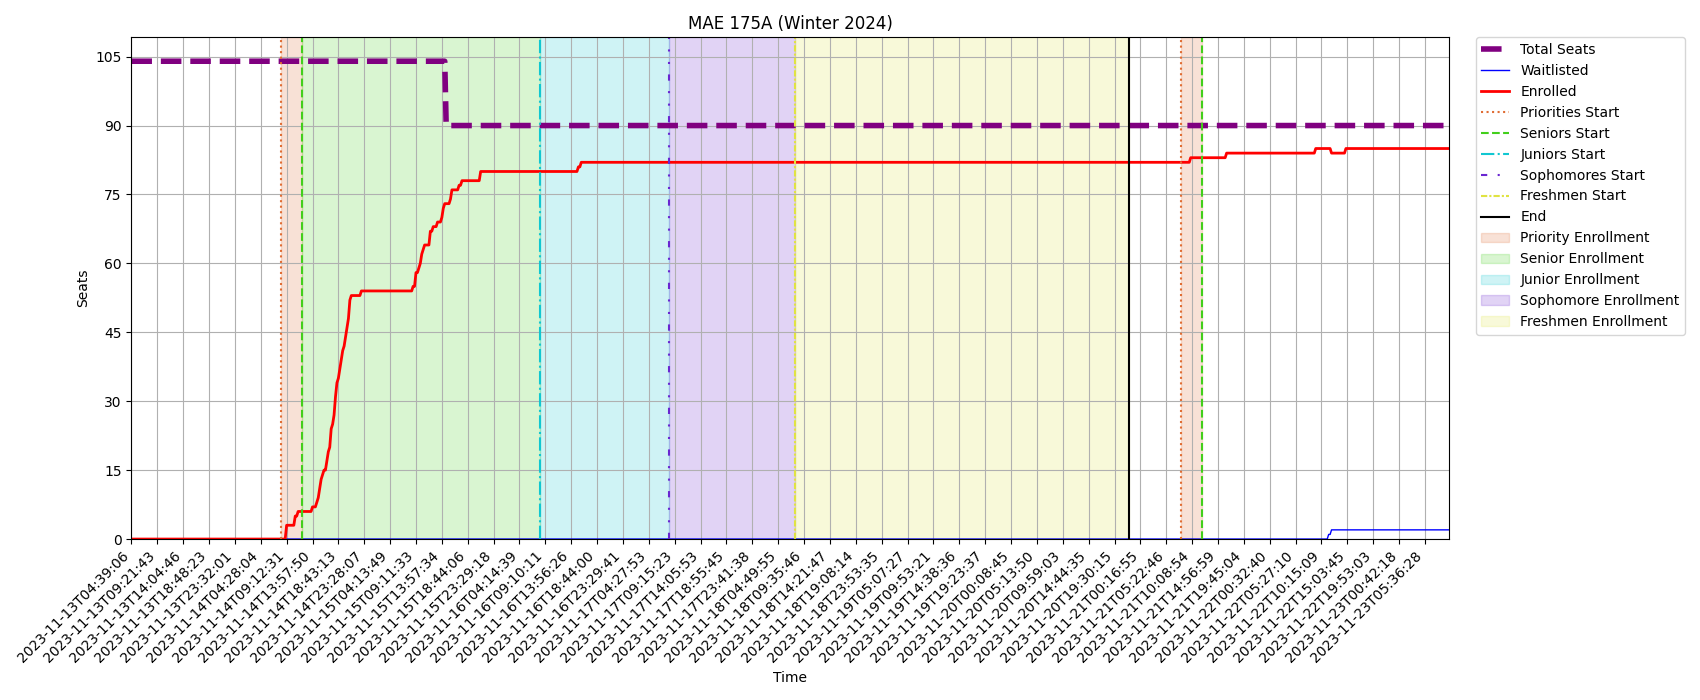 MAE 175A (Winter 2024)
105
90
75
60
45
30
15
0
Seats
2023-11-13T04:39:06
2023-11-13T09:21:43
2023-11-13T14:04:46
2023-11-13T18:48:23
2023-11-13T23:32:01
2023-11-14T04:28:04
2023-11-14T09:12:31
2023-11-14T13:57:50
2023-11-14T18:43:13
2023-11-14T23:28:07
2023-11-15T04:13:49
2023-11-15T09:11:33
2023-11-15T13:57:34
2023-11-15T18:44:06
2023-11-15T23:29:18
2023-11-16T04:14:39
2023-11-16T09:10:11
2023-11-16T13:56:26
2023-11-16T18:44:00
2023-11-16T23:29:41
2023-11-17T04:27:53
2023-11-17T09:15:23
2023-11-17T14:05:53
2023-11-17T18:55:45
2023-11-17T23:41:38
2023-11-18T04:49:55
2023-11-18T09:35:46
2023-11-18T14:21:47
2023-11-18T19:08:14
2023-11-18T23:53:35
2023-11-19T05:07:27
2023-11-19T09:53:21
2023-11-19T14:38:36
2023-11-19T19:23:37
2023-11-20T00:08:45
2023-11-20T05:13:50
2023-11-20T09:59:03
2023-11-20T14:44:35
2023-11-20T19:30:15
2023-11-21T00:16:55
2023-11-21T05:22:46
2023-11-21T10:08:54
2023-11-21T14:56:59
2023-11-21T19:45:04
2023-11-22T00:32:40
2023-11-22T05:27:10
2023-11-22T10:15:09
2023-11-22T15:03:45
2023-11-22T19:53:03
2023-11-23T00:42:18
2023-11-23T05:36:28
Time
Total Seats
Waitlisted
Enrolled
Priorities Start
Seniors Start
Juniors Start
Sophomores Start
Freshmen Start
End
Priority Enrollment
Senior Enrollment
Junior Enrollment
Sophomore Enrollment
Freshmen Enrollment